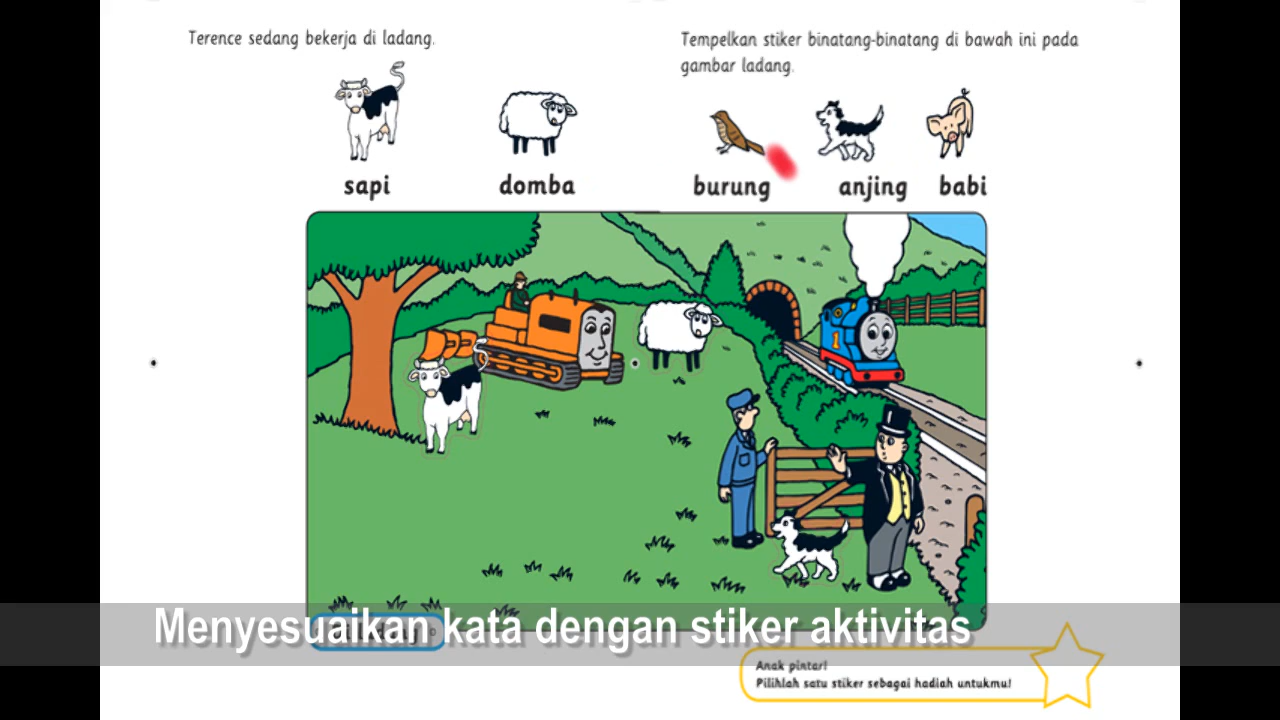 Terence sedang bekerja di ladang.
Tempelkan stiker binatang-binatang di bawah ini pada
gambar ladang.
sapi
domba
burung
anjing
babi
1
Menyesuaikan kata dengan stiker aktivitas
Anak pintar!
Pilihlah satu stiker sebagai hadiah untukmu!